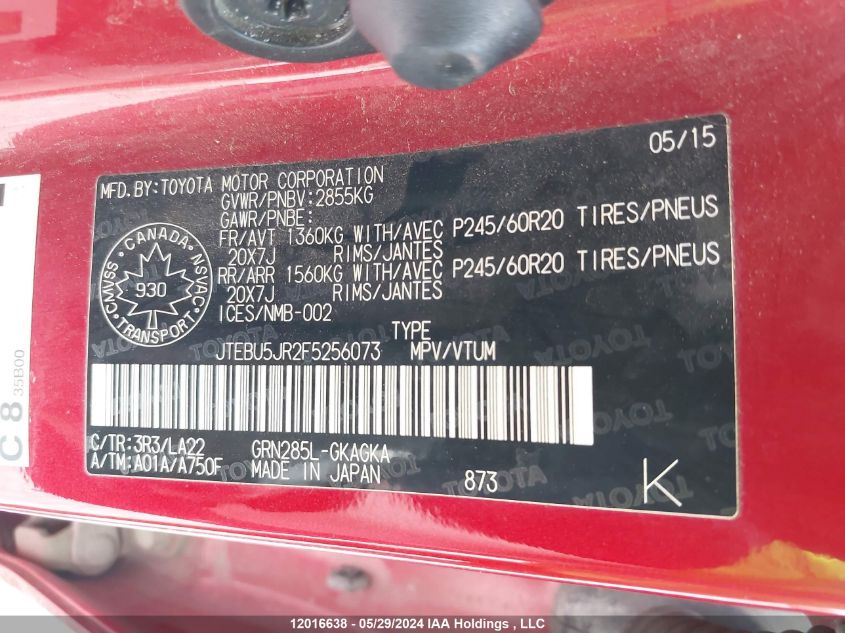 05/15
MFD.BY:TOYOTA MOTOR CORPORATION
GVWR/PNBV:2855KG
GAWR/PNBE:
FR/AVT 1360KG WITH/AVEC P245/60R20 TIRES/PNEUS
20X7J RIMS/JANTES
RR/ARR 1560KG WITH/AVEC P245/60R20 TIRES/PNEUS
20X7J RIMS/JANTES
ICES/NMB-002
CANADA
CMVSS NSVAC
930
TRANSPORT
TYPE
JTEBU5JR2F5256073 MPV/VTUM
C/TR:3R3/LA22 GRN285L-GKAGKA
A/TM:A01A/A750F MADE IN JAPAN 873 K
C 8 35B00
12016638 - 05/29/2024 IAA Holdings , LLC